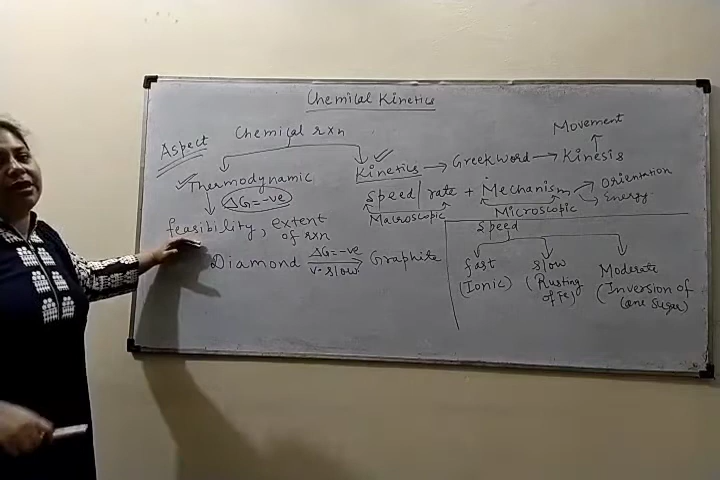 Chemical Kinetics
Aspect
Chemical rxn
Thermodynamic
ΔG = -ve
feasibility, extent
of rxn
Diamond ΔG = -ve v. slow Graphite
Kinetics → Greek word → Kinesis
Movement
Speed / rate + Mechanism
Orientation
Energy
Macroscopic
Microscopic
Speed
fast
(Ionic)
slow
(Rusting
of Fe)
Moderate
(Inversion of
cane sugar)